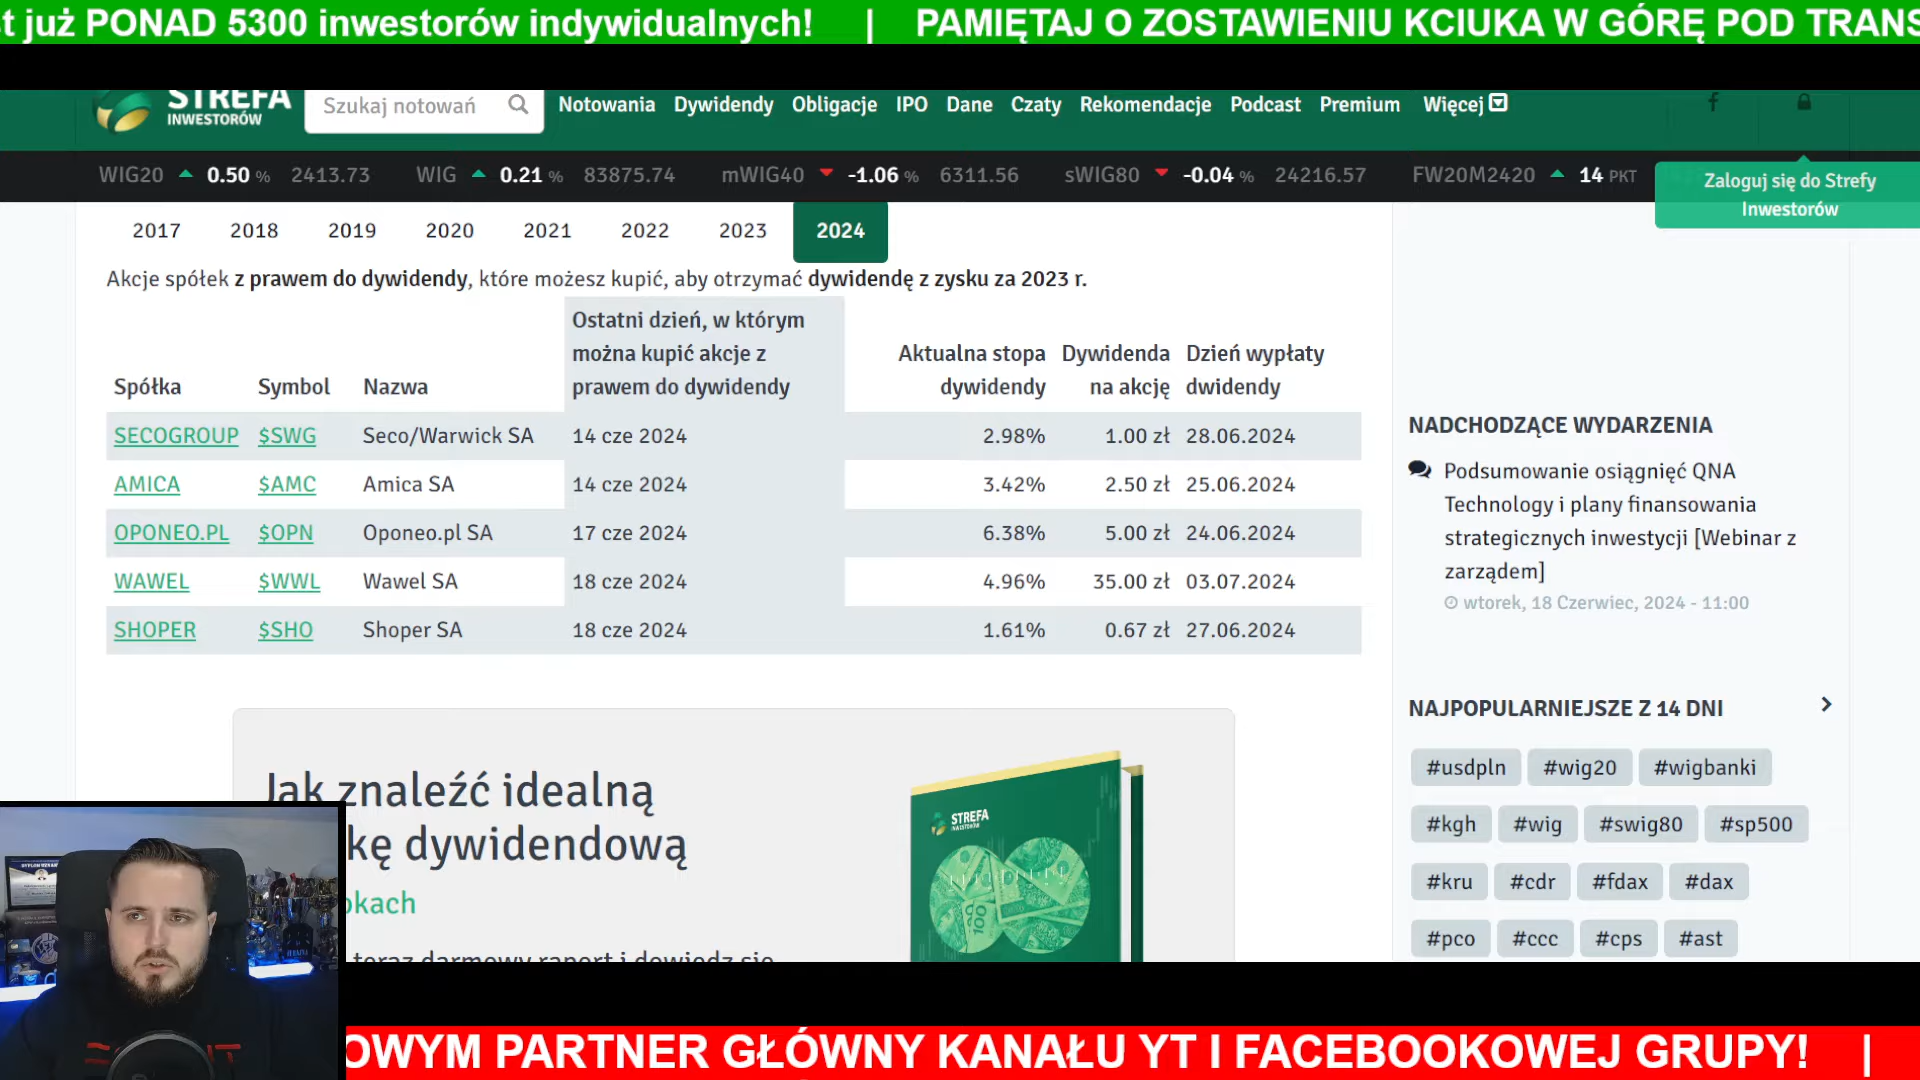 t już PONAD 5300 inwestorów indywidualnych! | PAMIĘTAJ O ZOSTAWIENIU KCIUKA W GÓRĘ POD TRANS
STREFA
INWESTORÓW
Szukaj notowań
Notowania Dywidendy Obligacje IPO Dane Czaty Rekomendacje Podcast Premium Więcej
WIG20 0.50 % 2413.73 WIG 0.21 % 83875.74 mWIG40 -1.06 % 6311.56 sWIG80 -0.04 % 24216.57 FW20M2420 14 PKT
Zaloguj się do Strefy
Inwestorów
2017 2018 2019 2020 2021 2022 2023 2024
Akcje spółek z prawem do dywidendy, które możesz kupić, aby otrzymać dywidendę z zysku za 2023 r.
Spółka Symbol Nazwa
Ostatni dzień, w którym
można kupić akcje z
prawem do dywidendy
Aktualna stopa
dywidendy
Dywidenda
na akcję
Dzień wypłaty
dwidendy
SECOGROUP $SWG Seco/Warwick SA 14 cze 2024 2.98% 1.00 zł 28.06.2024
AMICA $AMC Amica SA 14 cze 2024 3.42% 2.50 zł 25.06.2024
OPONEO.PL $OPN Oponeo.pl SA 17 cze 2024 6.38% 5.00 zł 24.06.2024
WAWEL $WWL Wawel SA 18 cze 2024 4.96% 35.00 zł 03.07.2024
SHOPER $SHO Shoper SA 18 cze 2024 1.61% 0.67 zł 27.06.2024
NADCHODZĄCE WYDARZENIA
Podsumowanie osiągnięć QNA
Technology i plany finansowania
strategicznych inwestycji [Webinar z
zarządem]
wtorek, 18 Czerwiec, 2024 - 11:00
NAJPOPULARNIEJSZE Z 14 DNI
#usdpln #wig20 #wigbanki
#kgh #wig #swig80 #sp500
#kru #cdr #fdax #dax
#pco #ccc #cps #ast
Jak znaleźć idealną
kę dywidendową
okach
teraz darmowy raport i dowiedz się
STREFA
INWESTORÓW
100
OWYM PARTNER GŁÓWNY KANAŁU YT I FACEBOOKOWEJ GRUPY! |